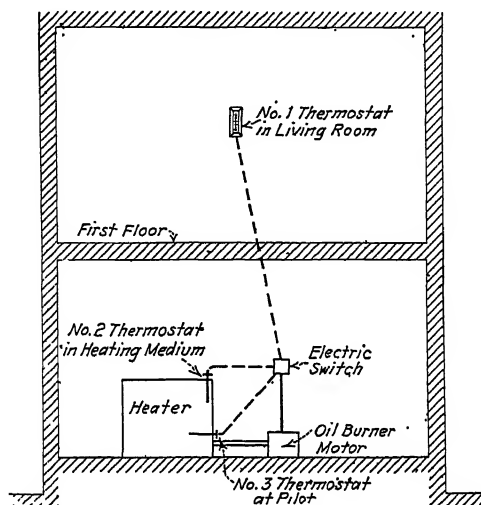 No. 1 Thermostat
in Living Room
First Floor
No. 2 Thermostat
in Heating Medium
Electric
Switch
Heater
Oil Burner
Motor
No. 3 Thermostat
at Pilot